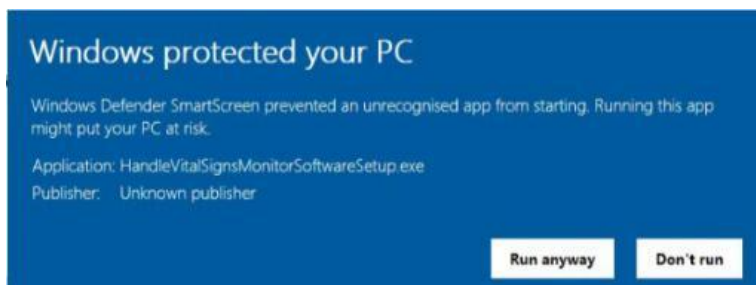 Windows protected your PC
Windows Defender SmartScreen prevented an unrecognised app from starting. Running this app
might put your PC at risk.
Application: HandleVitalSignsMonitorSoftwareSetup.exe
Publisher: Unknown publisher
Run anyway Don't run